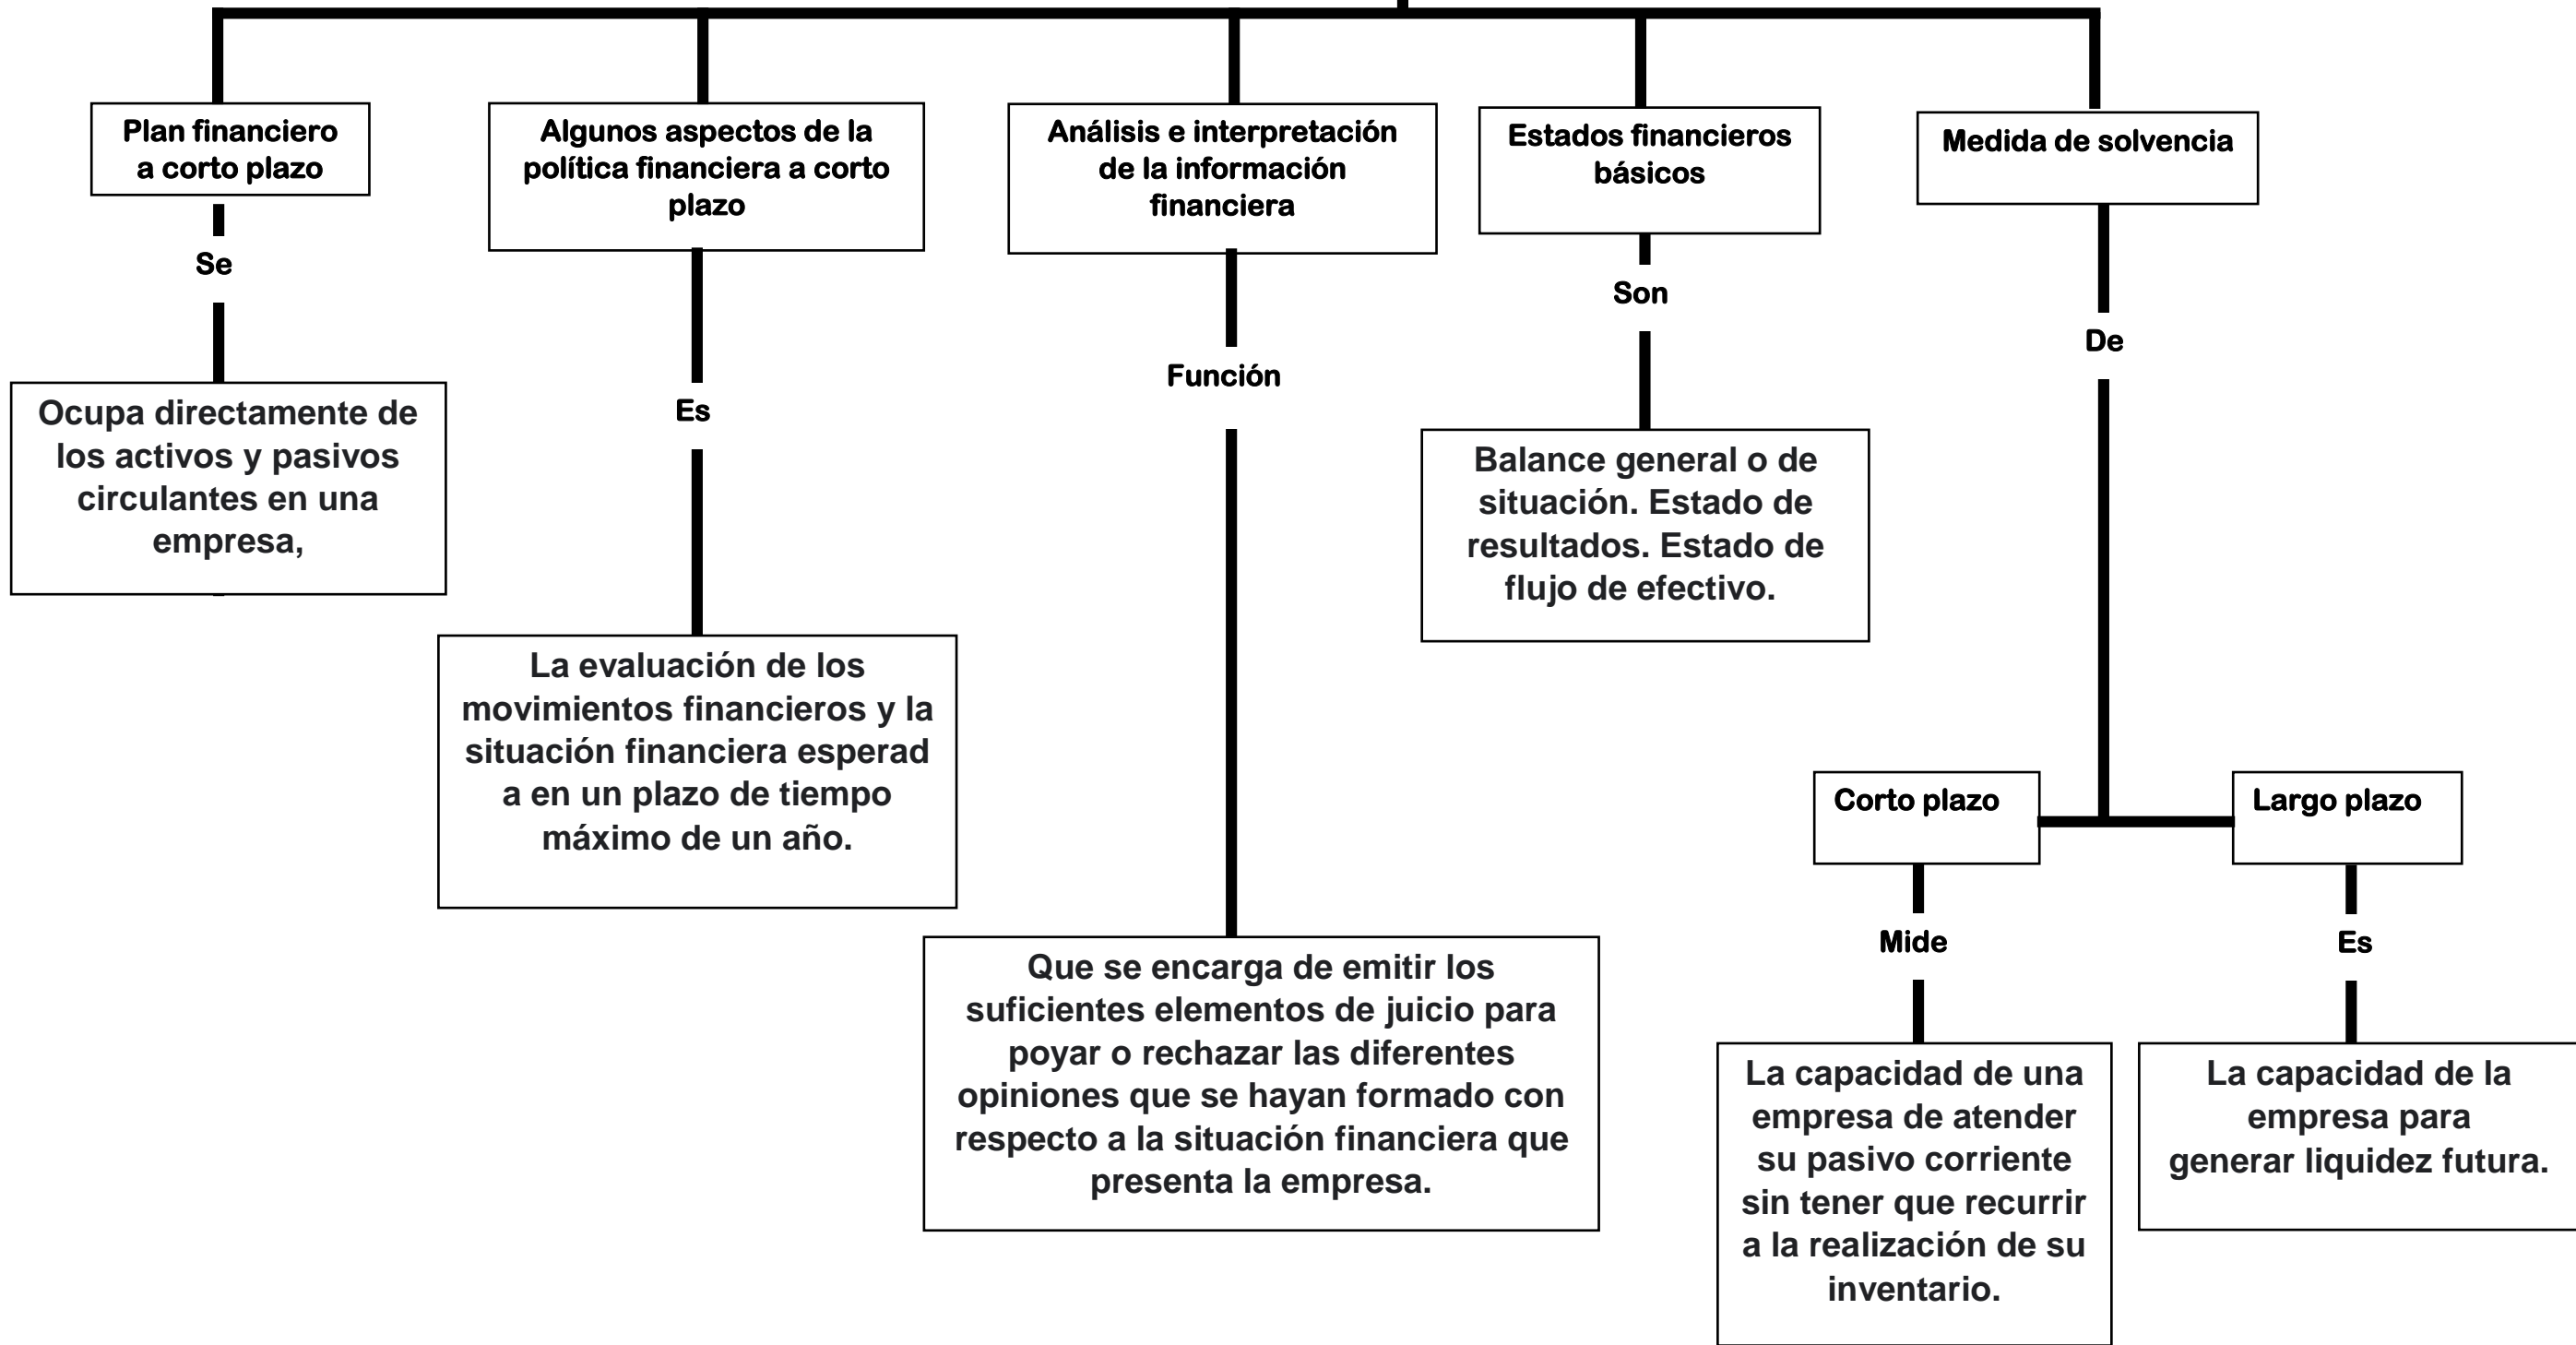 Plan financiero
a corto plazo
Se
Ocupa directamente de
los activos y pasivos
circulantes en una
empresa,
Algunos aspectos de la
política financiera a corto
plazo
Es
La evaluación de los
movimientos financieros y la
situación financiera esperad
a en un plazo de tiempo
máximo de un año.
Análisis e interpretación
de la información
financiera
Función
Que se encarga de emitir los
suficientes elementos de juicio para
poyar o rechazar las diferentes
opiniones que se hayan formado con
respecto a la situación financiera que
presenta la empresa.
Estados financieros
básicos
Son
Balance general o de
situación. Estado de
resultados. Estado de
flujo de efectivo.
Medida de solvencia
De
Corto plazo
Mide
La capacidad de una
empresa de atender
su pasivo corriente
sin tener que recurrir
a la realización de su
inventario.
Largo plazo
Es
La capacidad de la
empresa para
generar liquidez futura.